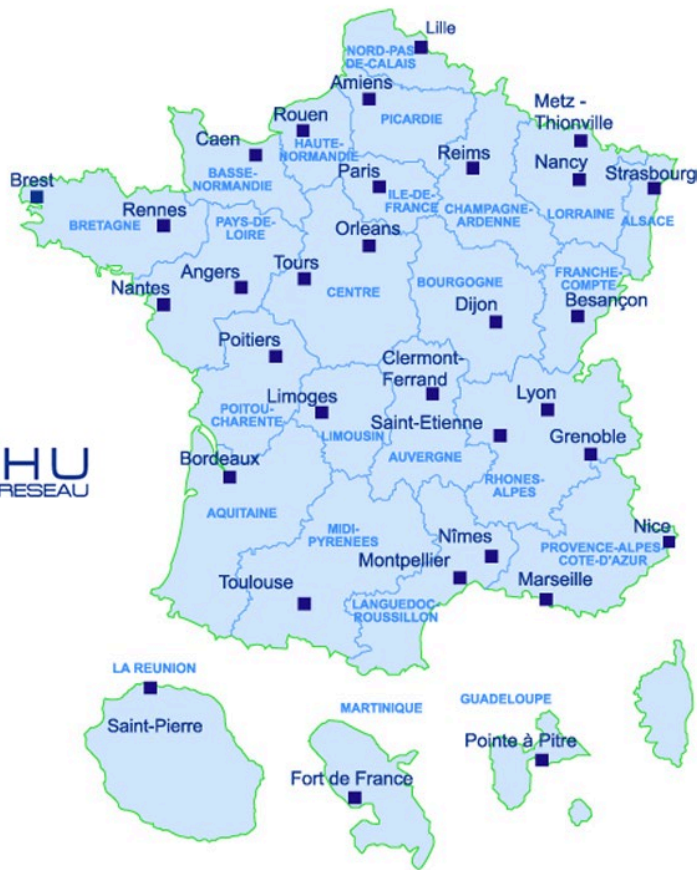 Lille
NORD-PAS
DE-CALAIS
Amiens
PICARDIE
Metz -
Thionville
Rouen
HAUTE-
NORMANDIE
Caen
BASSE-
NORMANDIE
Reims
Nancy
Strasbourg
Paris
ILE-DE-
FRANCE
CHAMPAGNE-
ARDENNE
LORRAINE
ALSACE
Brest
BRETAGNE
Rennes
PAYS-DE-
LOIRE
Orleans
Angers
Tours
CENTRE
BOURGOGNE
FRANCHE-
COMPTE
Nantes
Dijon
Besançon
Poitiers
Clermont-
Ferrand
POITOU-
CHARENTE
Limoges
LIMOUSIN
Saint-Etienne
Lyon
AUVERGNE
Grenoble
HU
RESEAU
Bordeaux
RHONES-
ALPES
AQUITAINE
MIDI-
PYRENEES
Nîmes
Nice
Montpellier
PROVENCE-ALPES
COTE-D'AZUR
Toulouse
Marseille
LANGUEDOC-
ROUSSILLON
LA REUNION
Saint-Pierre
MARTINIQUE
Fort de France
GUADELOUPE
Pointe à Pitre